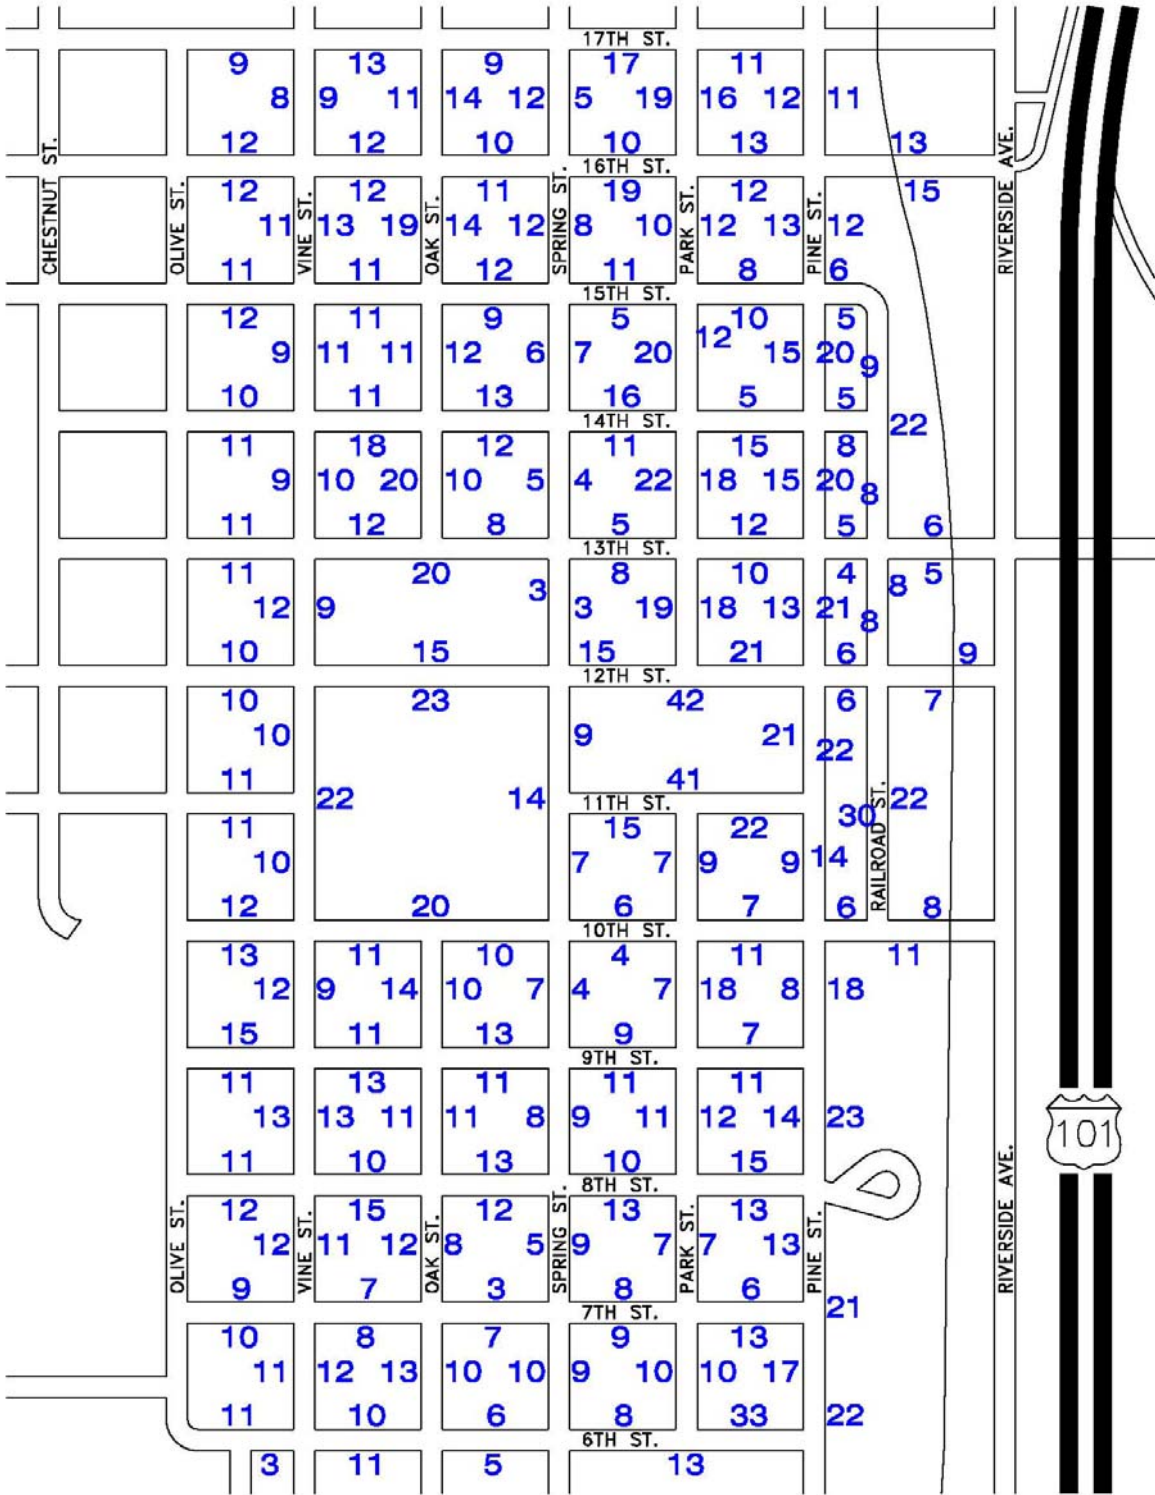 17TH ST.
9 13 9 17 11
8 9 11 14 12 5 19 16 12 11
12 12 10 10 13 13
16TH ST.
CHESTNUT ST.
OLIVE ST.
VINE ST.
OAK ST.
SPRING ST.
PARK ST.
PINE ST.
RIVERSIDE AVE.
12 12 11 19 12 15
11 13 19 14 12 8 10 12 13 12
11 11 12 11 8 6
15TH ST.
12 11 9 5 10 5
12
9 11 11 12 6 7 20 15 20 9
10 11 13 16 5 5
14TH ST.
22
11 18 12 11 15 8
9 10 20 10 5 4 22 18 15 20 8
11 12 8 5 12 5 6
13TH ST.
11 20 8 10 4 5
3 8
12 9 3 19 18 13 21 8
10 15 15 21 6 9
12TH ST.
10 23 42 6 7
10 9 21 22
11 41
22 14 22
11TH ST.
30
RAILROAD ST.
11 15 22
10 7 7 9 9 14
12 20 6 7 6 8
10TH ST.
13 11 10 4 11 11
12 9 14 10 7 4 7 18 8 18
15 11 13 9 7
9TH ST.
11 13 11 11 11
13 13 11 11 8 9 11 12 14 23
11 10 13 10 15
101
8TH ST.
OLIVE ST.
VINE ST.
OAK ST.
SPRING ST.
PARK ST.
PINE ST.
RIVERSIDE AVE.
12 15 12 13 13
12 11 12 8 5 9 7 7 13
9 7 3 8 6
21
7TH ST.
10 8 7 9 13
11 12 13 10 10 9 10 10 17
11 10 6 8 33 22
6TH ST.
3 11 5 13